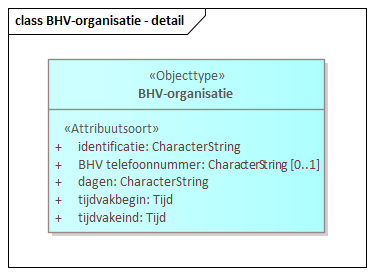 class BHV-organisatie - detail
«Objecttype»
BHV-organisatie
«Attribuutsoort»
+ identificatie: CharacterString
+ BHV telefoonnummer: CharacterString [0..1]
+ dagen: CharacterString
+ tijdvakbegin: Tijd
+ tijdvakeind: Tijd